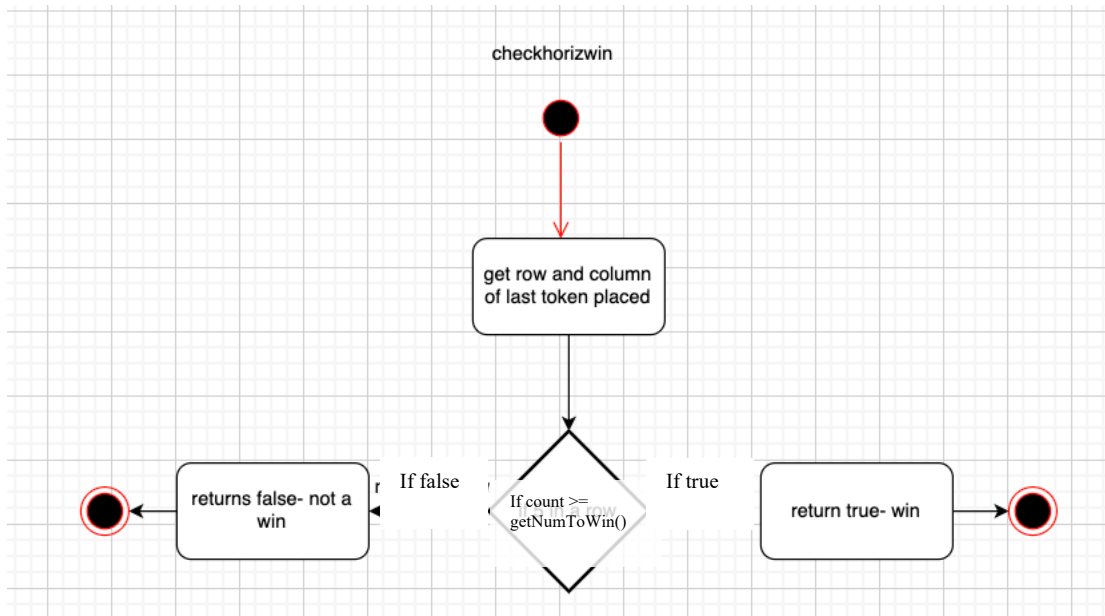 checkhorizwin
get row and column
of last token placed
If false
If true
returns false- not a
win
If count >=
getNumToWin()
return true- win